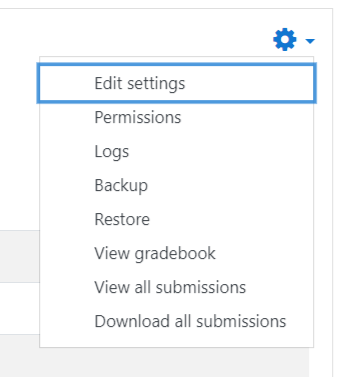 Edit settings
Permissions
Logs
Backup
Restore
View gradebook
View all submissions
Download all submissions